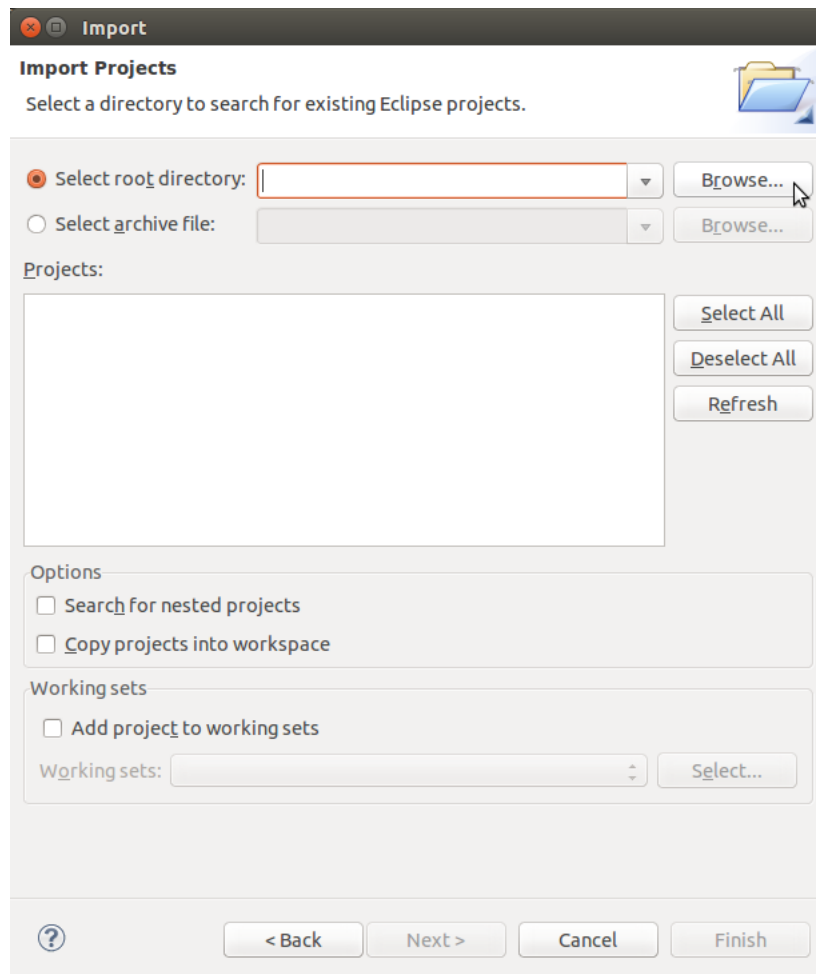 Import
Import Projects
Select a directory to search for existing Eclipse projects.
Select root directory:
Browse...
Select archive file:
Browse...
Projects:
Select All
Deselect All
Refresh
Options
Search for nested projects
Copy projects into workspace
Working sets
Add project to working sets
Working sets:
Select...
?
< Back
Next >
Cancel
Finish